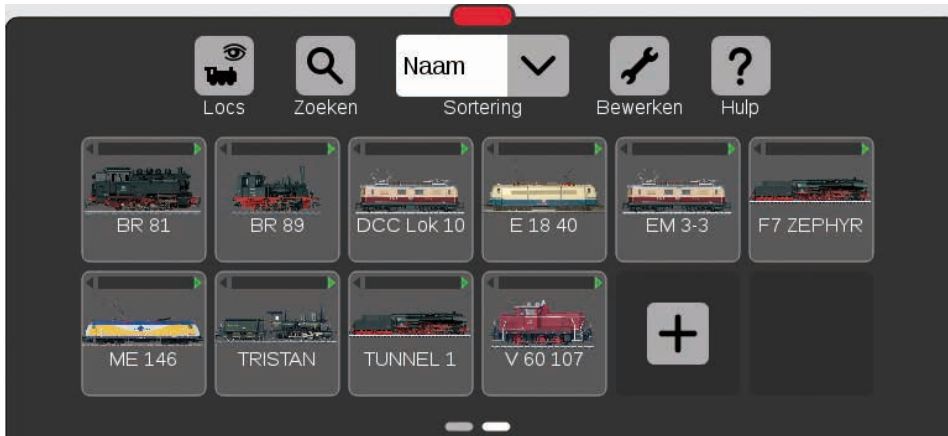 Naam
Locs Zoeken Sortering Bewerken Hulp
BR 81 BR 89 DCC Lok 10 E 18 40 EM 3-3 F7 ZEPHYR
ME 146 TRISTAN TUNNEL 1 V 60 107